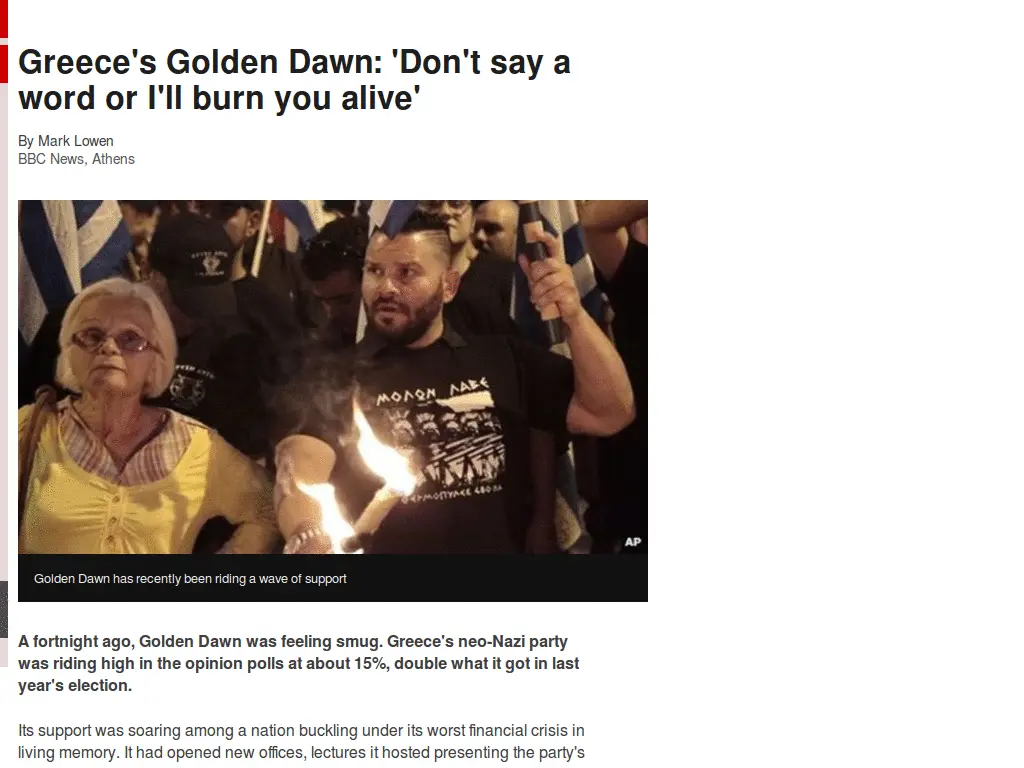 Greece's Golden Dawn: 'Don't say a
word or I'll burn you alive'
By Mark Lowen
BBC News, Athens
ΜΟΛΩΝ ΛΑΒΕ
AP
Golden Dawn has recently been riding a wave of support
A fortnight ago, Golden Dawn was feeling smug. Greece's neo-Nazi party
was riding high in the opinion polls at about 15%, double what it got in last
year's election.
Its support was soaring among a nation buckling under its worst financial crisis in
living memory. It had opened new offices, lectures it hosted presenting the party's